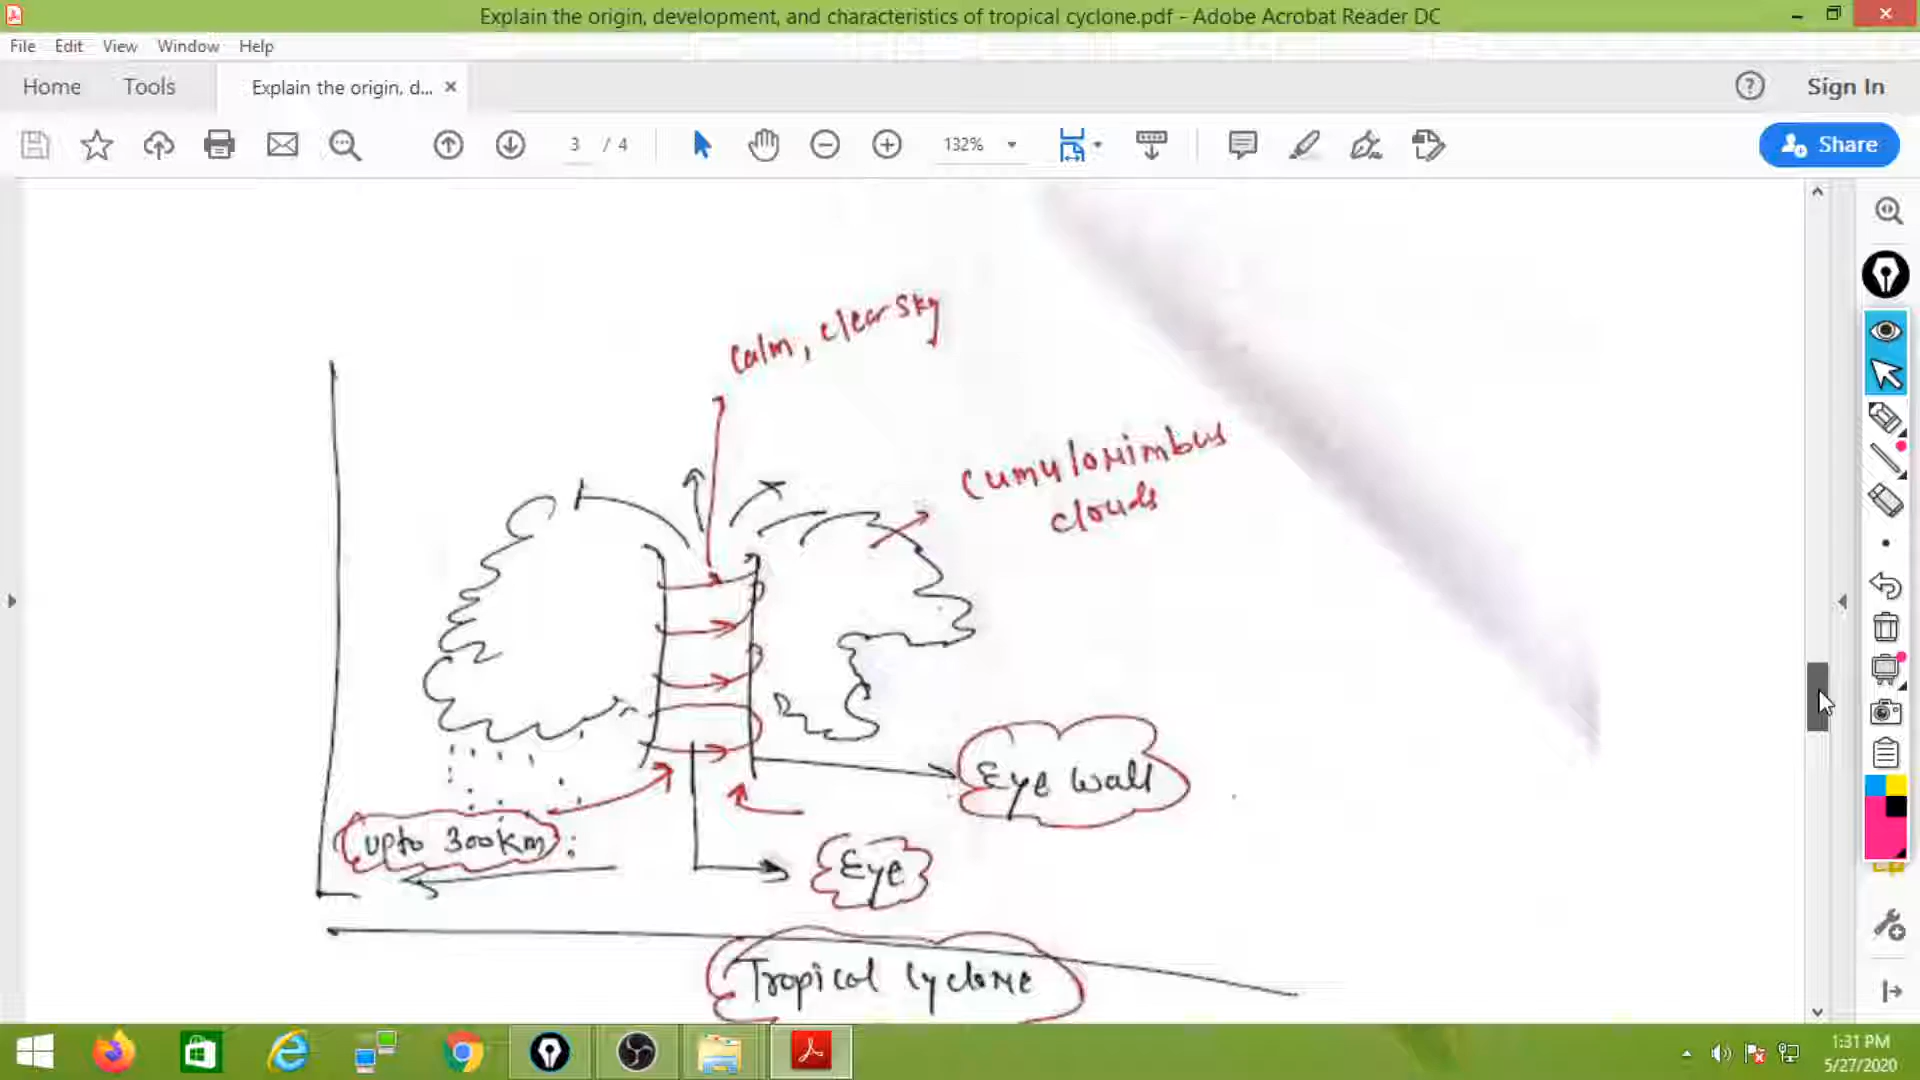 Explain the origin, development, and characteristics of tropical cyclone.pdf - Adobe Acrobat Reader DC
File Edit View Window Help
Home Tools Explain the origin, d... Sign In
3 / 4 132% Share
Calm, clear sky
Cumulonimbus
clouds
Eye wall
upto 300km
Eye
Tropical Cyclone
1:31 PM
5/27/2020